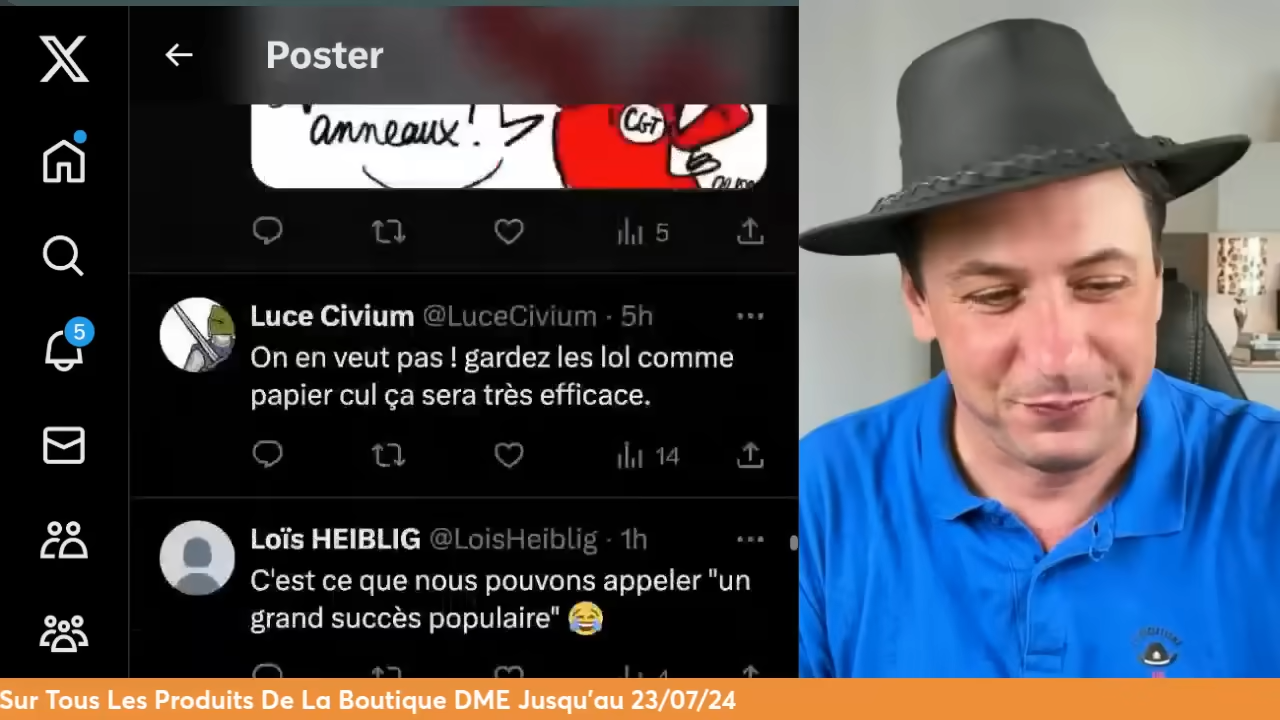 Poster
anneaux!
CGT
5
Luce Civium @LuceCivium · 5h
On en veut pas ! gardez les lol comme
papier cul ça sera très efficace.
14
5
Loïs HEIBLIG @LoisHeiblig · 1h
C'est ce que nous pouvons appeler "un
grand succès populaire" 😂
Sur Tous Les Produits De La Boutique DME Jusqu'au 23/07/24